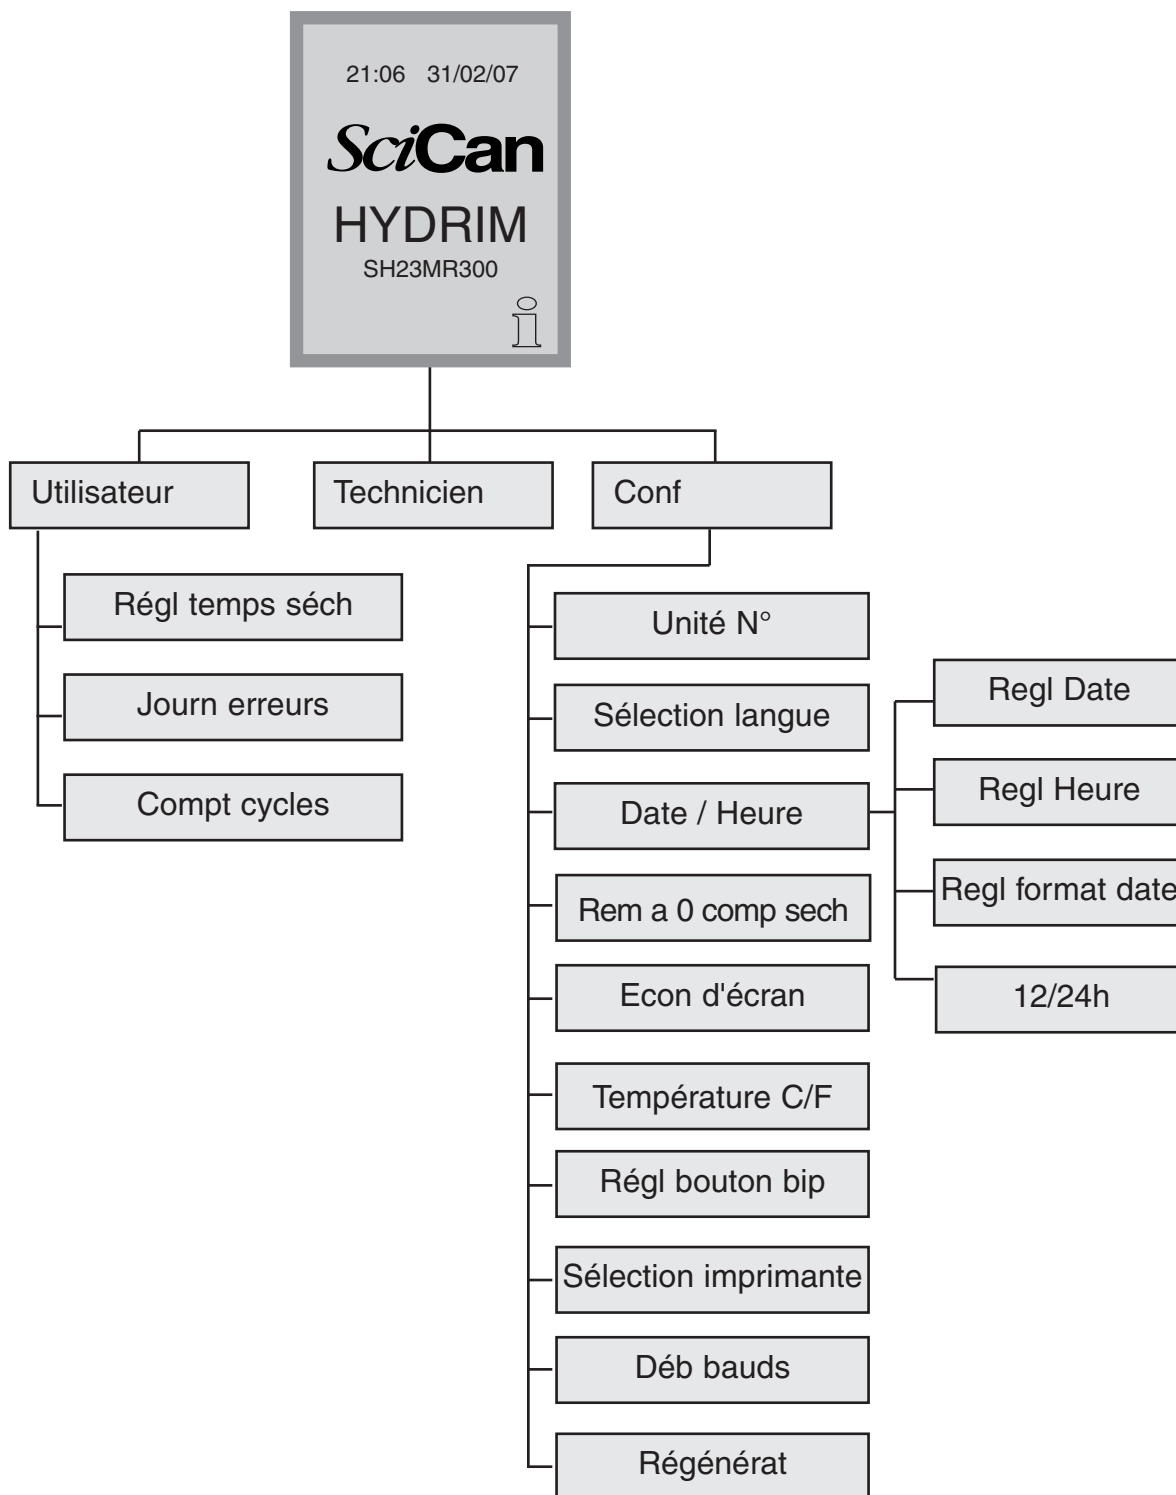 21:06 31/02/07
SciCan
HYDRIM
SH23MR300
i
Utilisateur
Technicien
Conf
Régl temps séch
Journ erreurs
Compt cycles
Unité N°
Sélection langue
Date / Heure
Rem a 0 comp sech
Econ d'écran
Température C/F
Régl bouton bip
Sélection imprimante
Déb bauds
Régénérat
Regl Date
Regl Heure
Regl format date
12/24h